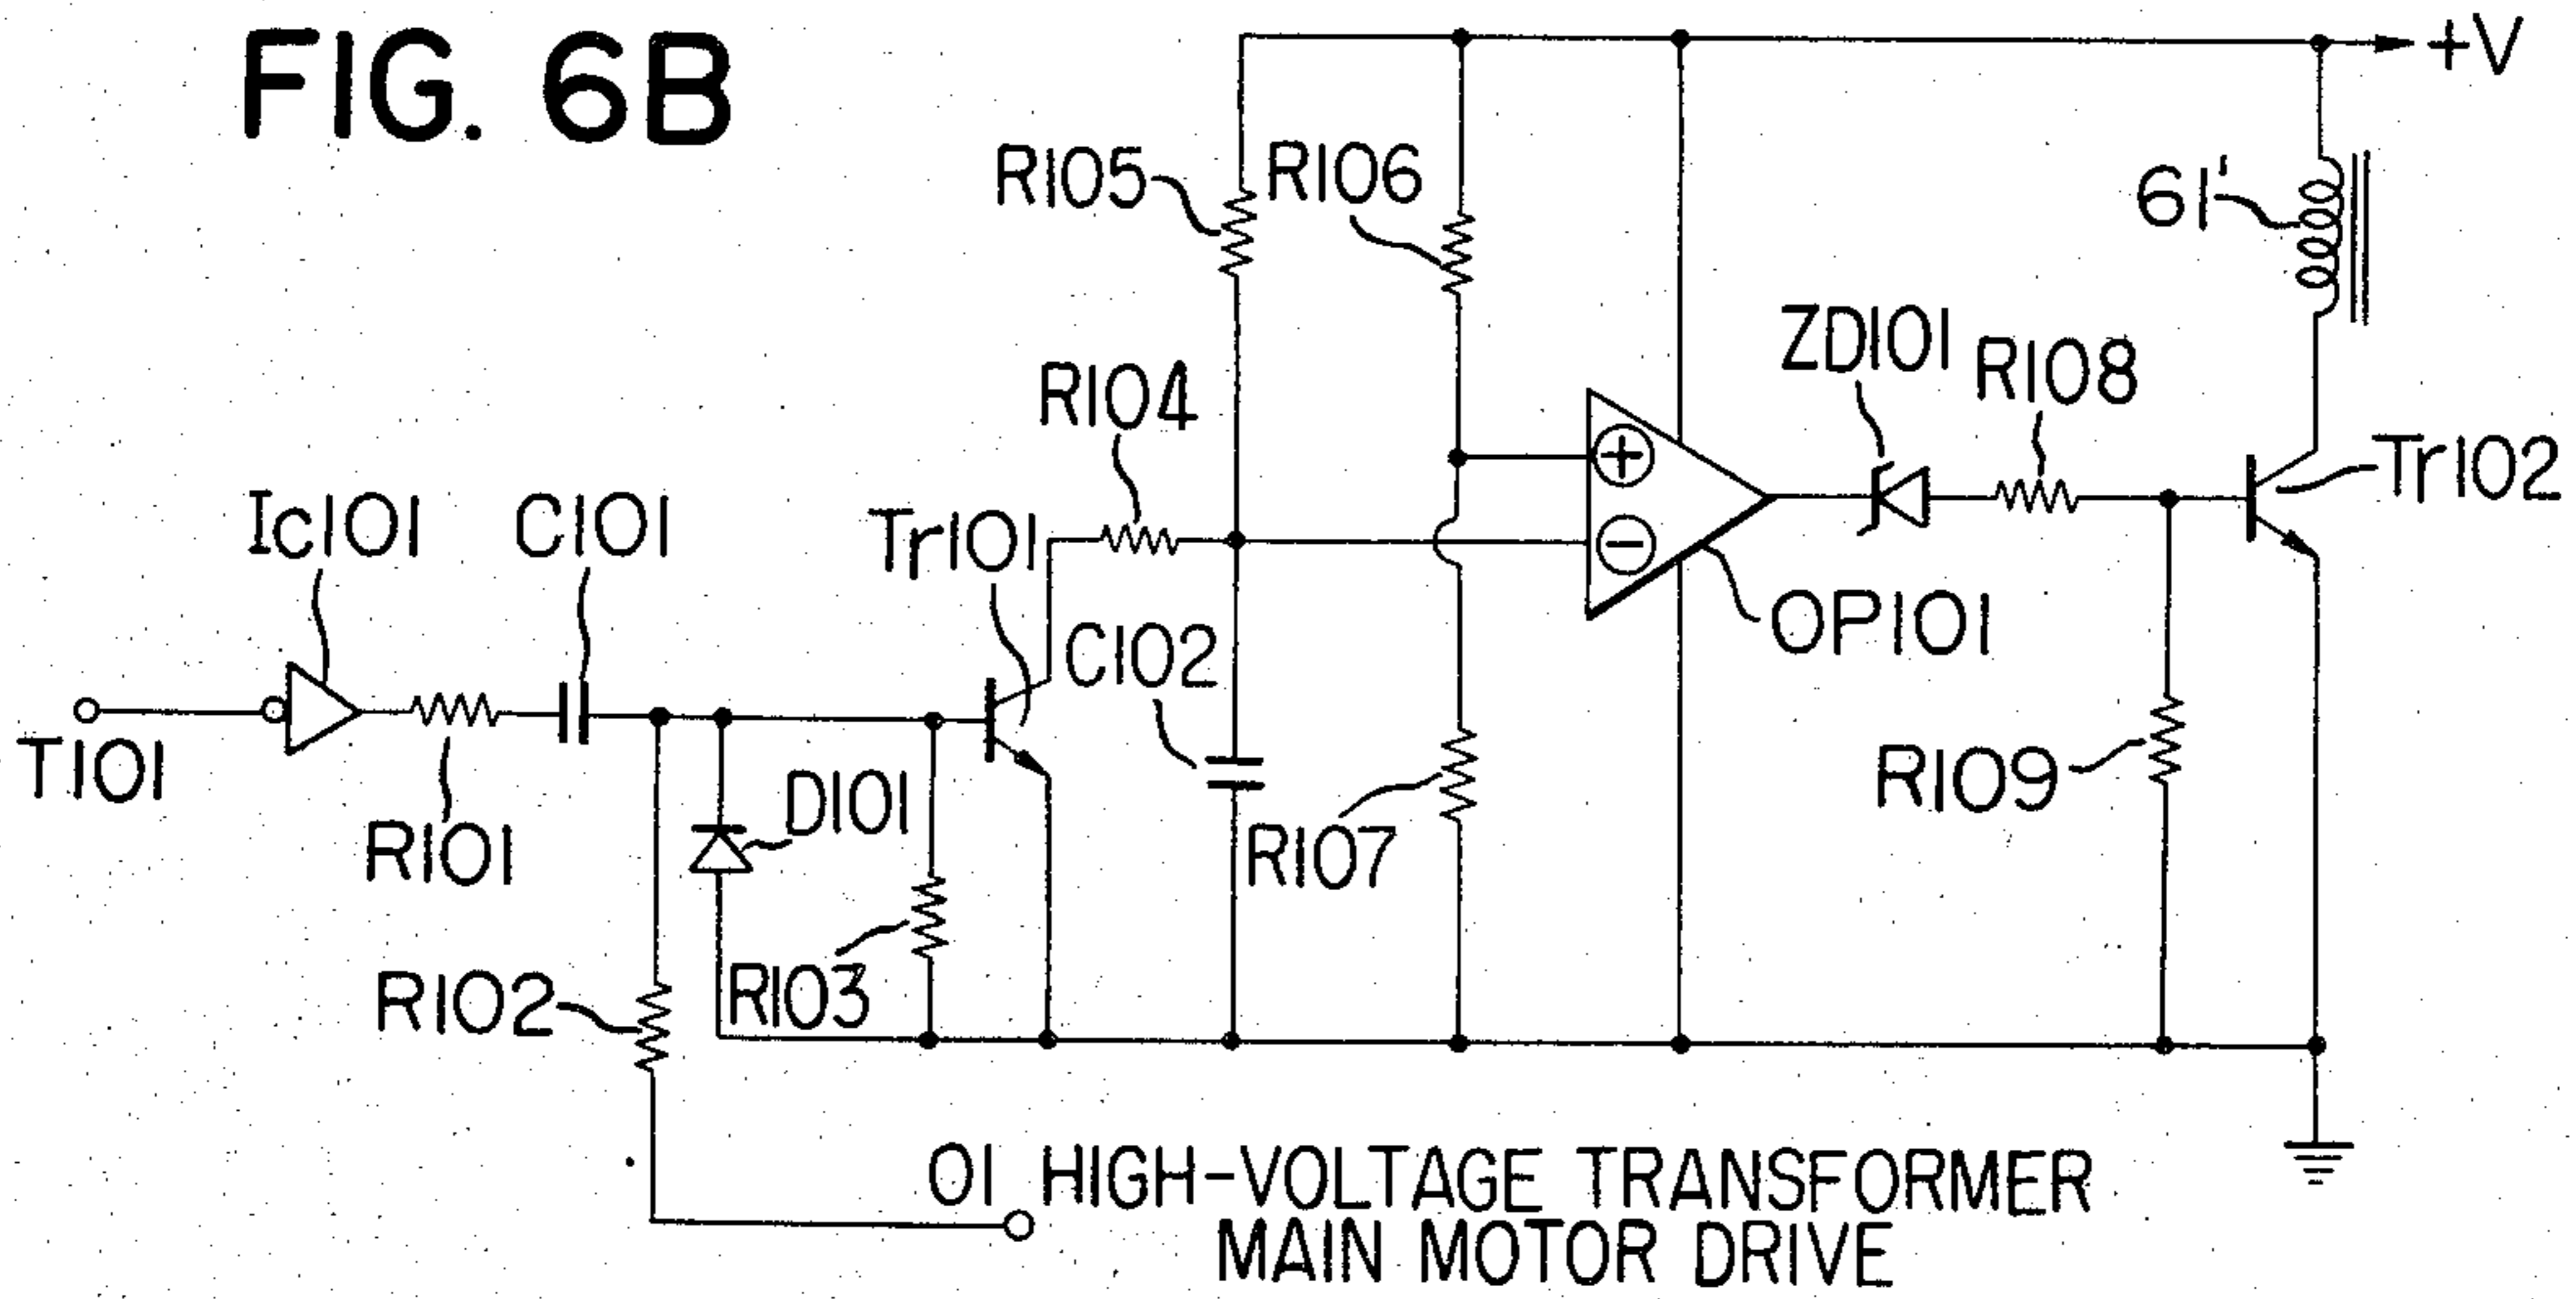 FIG. 6B
+V
R105
R106
61'
ZD101
R108
R104
Tr102
Ic101
C101
Tr101
⊕
⊖
OP101
C102
T101
R101
D101
R107
R109
R102
R103
O1 HIGH-VOLTAGE TRANSFORMER
MAIN MOTOR DRIVE